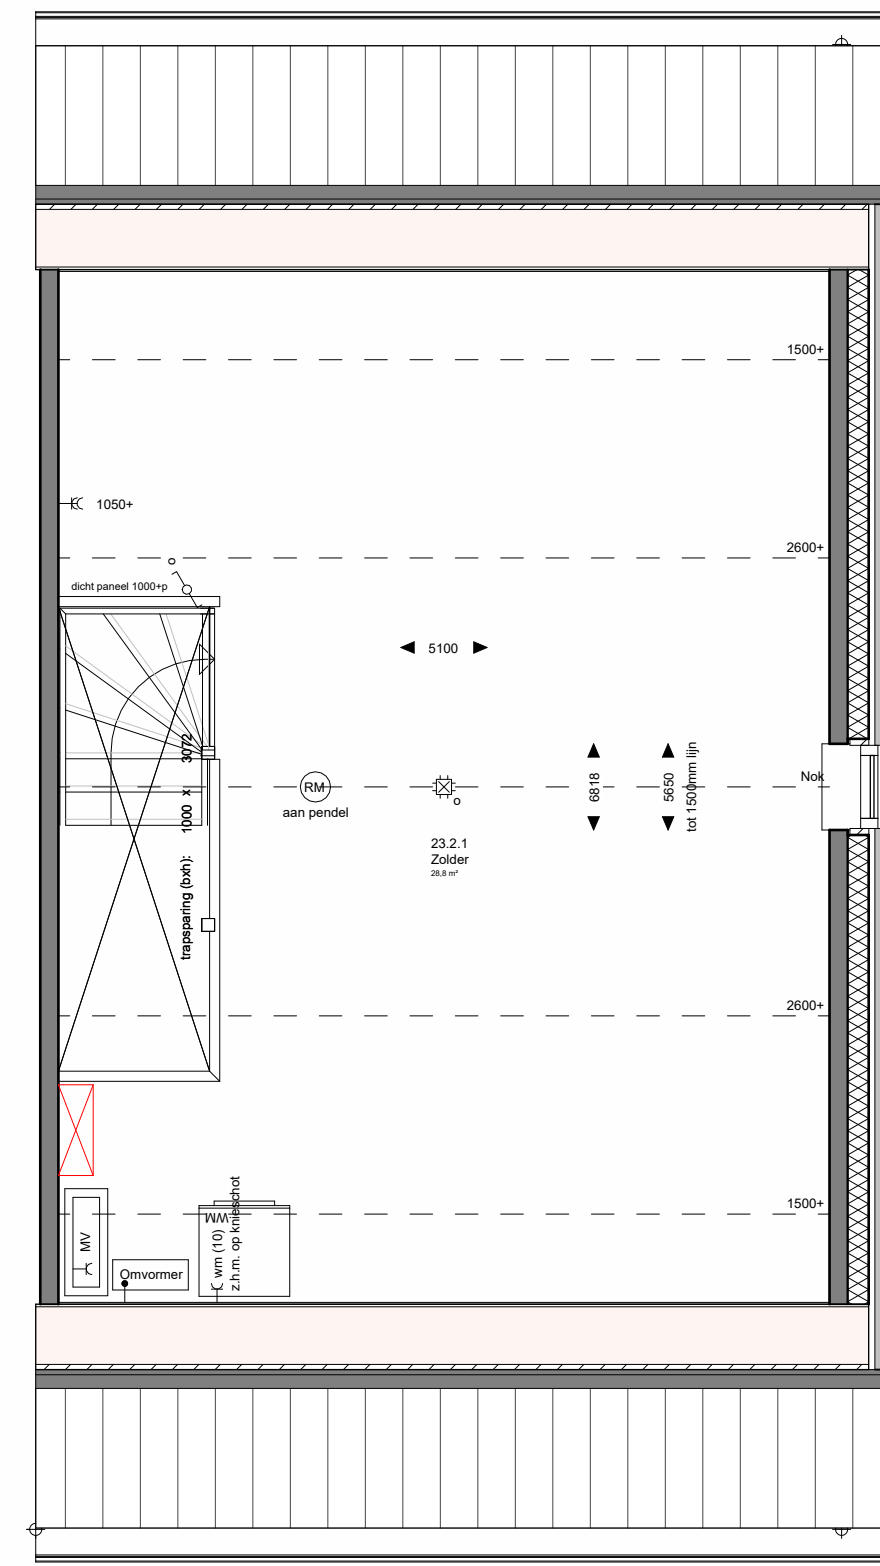 1500+
1050+
2600+
o
dicht paneel 1000+p
5100
trapsparing (bxh): 1000 x 3072
RM
aan pendel
o
6818
5650
tot 1500mm lijn
Nok
23.2.1
Zolder
28,8 m²
2600+
1500+
MV
Omvormer
WM
wm (10)
z.h.m. op knieschot